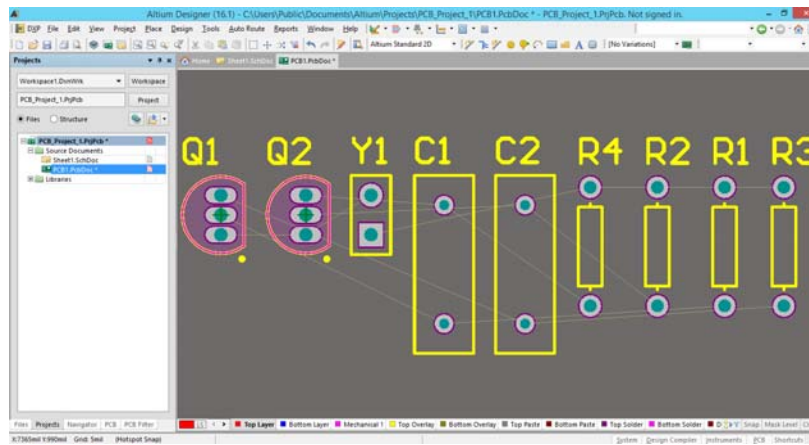 Altium Designer (16.1) - C:\Users\Public\Documents\Altium\Projects\PCB_Project_1\PCB1.PcbDoc * - PCB_Project_1.PrjPcb. Not signed in.
DXP File Edit View Project Place Design Tools Auto Route Reports Window Help
Altium Standard 2D [No Variations]
Projects
Home Sheet1.SchDoc PCB1.PcbDoc *
Workspace1.DsnWrk Workspace
PCB_Project_1.PrjPcb Project
Files Structure
PCB_Project_1.PrjPcb *
Source Documents
Sheet1.SchDoc
PCB1.PcbDoc *
Libraries
Q1 Q2 Y1 C1 C2 R4 R2 R1 R3
Files Projects Navigator PCB PCB Filter
LS Top Layer Bottom Layer Mechanical 1 Top Overlay Bottom Overlay Top Paste Bottom Paste Top Solder Bottom Solder D Snap Mask Level
X:7365mil Y:990mil Grid: 5mil (Hotspot Snap)
System Design Compiler Instruments PCB Shortcuts